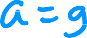 a = g